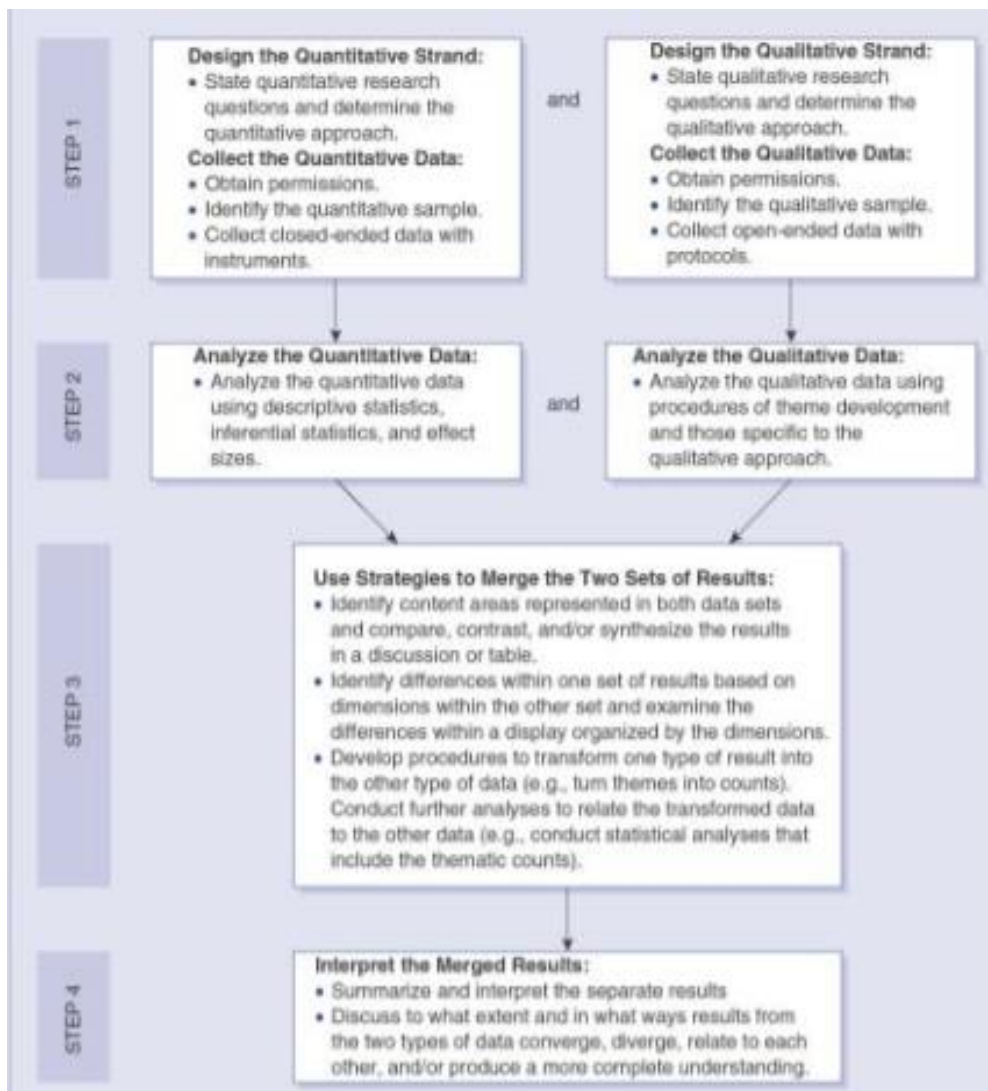 STEP 1
Design the Quantitative Strand:
• State quantitative research
questions and determine the
quantitative approach.
Collect the Quantitative Data:
• Obtain permissions.
• Identify the quantitative sample.
• Collect closed-ended data with
instruments.
and
Design the Qualitative Strand:
• State qualitative research
questions and determine the
qualitative approach.
Collect the Qualitative Data:
• Obtain permissions.
• Identify the qualitative sample.
• Collect open-ended data with
protocols.
STEP 2
Analyze the Quantitative Data:
• Analyze the quantitative data
using descriptive statistics,
inferential statistics, and effect
sizes.
and
Analyze the Qualitative Data:
• Analyze the qualitative data using
procedures of theme development
and those specific to the
qualitative approach.
STEP 3
Use Strategies to Merge the Two Sets of Results:
• Identify content areas represented in both data sets
and compare, contrast, and/or synthesize the results
in a discussion or table.
• Identify differences within one set of results based on
dimensions within the other set and examine the
differences within a display organized by the dimensions.
• Develop procedures to transform one type of result into
the other type of data (e.g., turn themes into counts).
Conduct further analyses to relate the transformed data
to the other data (e.g., conduct statistical analyses that
include the thematic counts).
STEP 4
Interpret the Merged Results:
• Summarize and interpret the separate results
• Discuss to what extent and in what ways results from
the two types of data converge, diverge, relate to each
other, and/or produce a more complete understanding.